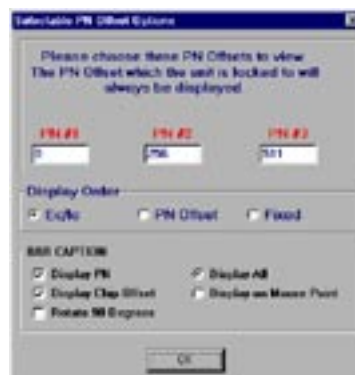 Selectable PN Offset Options
Please choose three PN Offsets to view
The PN Offset which the unit is locked to will
always be displayed
PN #1 PN #2 PN #3
0 256 511
Display Order
Ec/Io PN Offset Fixed
BAR CAPTION
Display PN Display All
Display Chip Offset Display on Mouse Point
Rotate 90 Degrees
OK